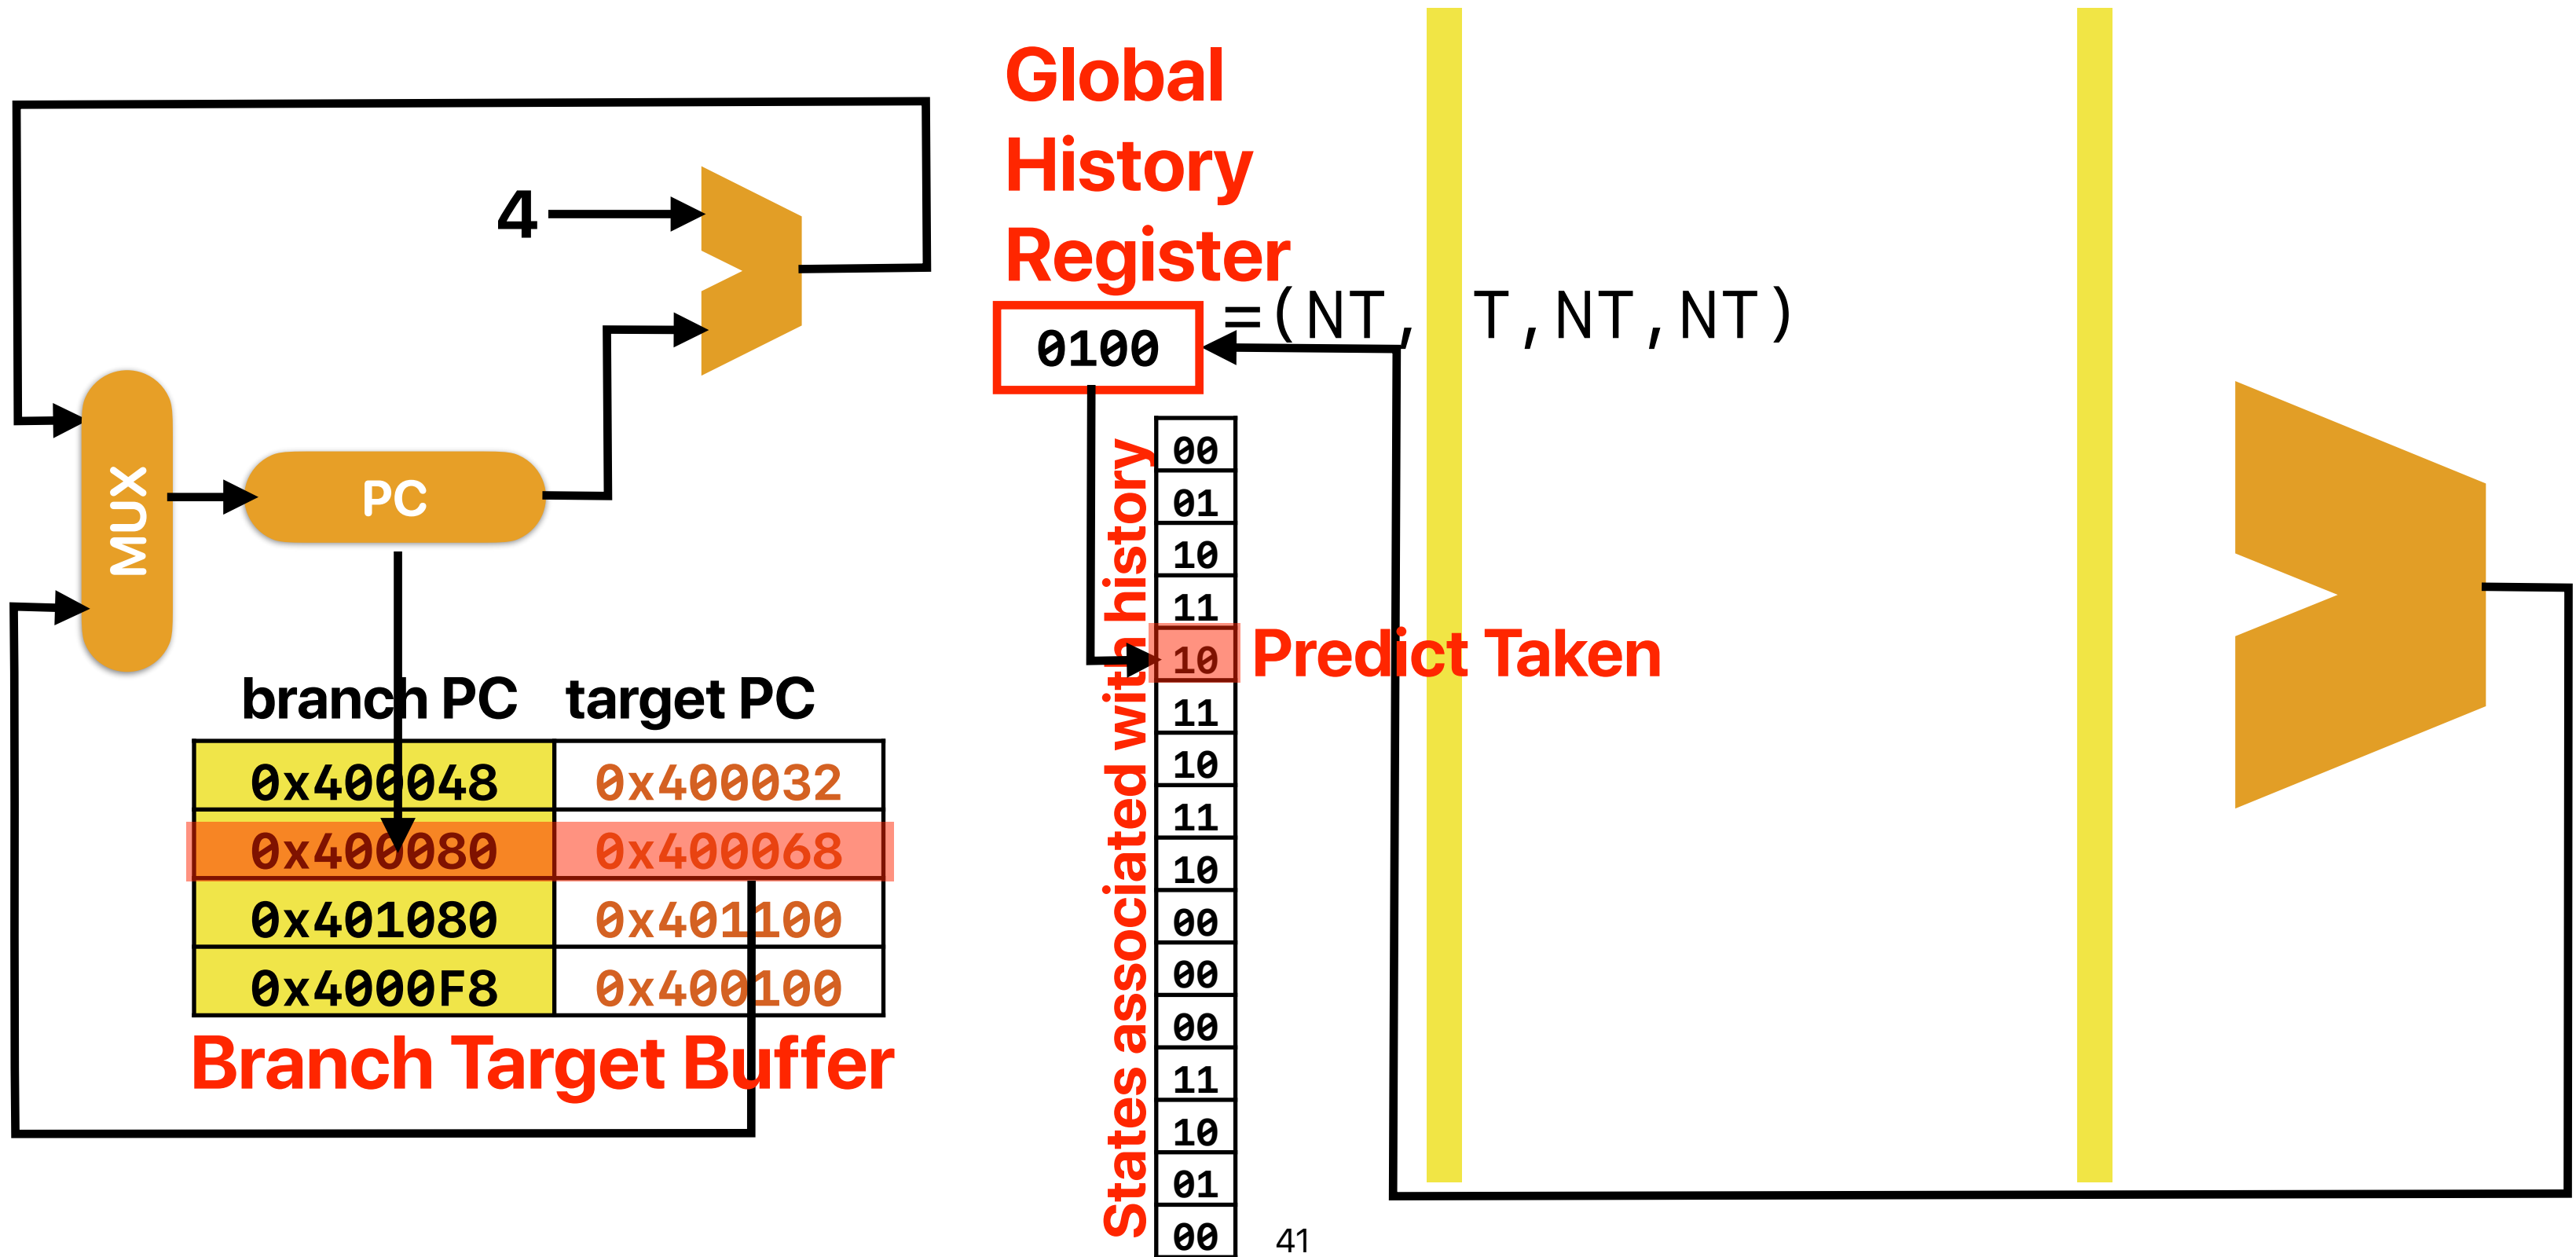 Global
History
Register
4
=(NT, T,NT,NT)
0100
MUX
PC
States associated with history
00
01
10
11
10
Predict Taken
11
10
11
10
00
00
00
11
10
01
00
branch PC target PC
0x400048 0x400032
0x400080 0x400068
0x401080 0x401100
0x4000F8 0x400100
Branch Target Buffer
41